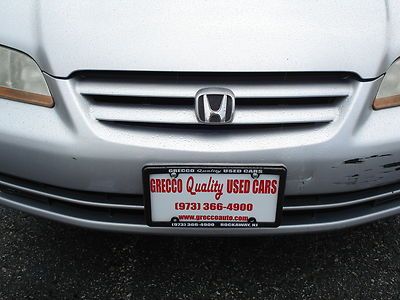 GRECCO Quality USED CARS
GRECCO Quality USED CARS
(973) 366-4900
www.greccoauto.com
(973) 366-4900 ROCKAWAY, NJ